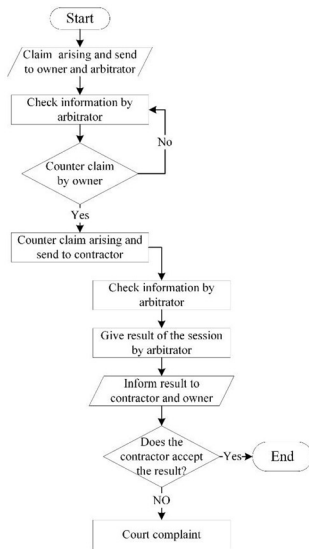 Start
Claim arising and send
to owner and arbitrator
Check information by
arbitrator
No
Counter claim
by owner
Yes
Counter claim arising and
send to contractor
Check information by
arbitrator
Give result of the session
by arbitrator
Inform result to
contractor and owner
Does the
contractor accept
the result?
Yes
End
NO
Court complaint